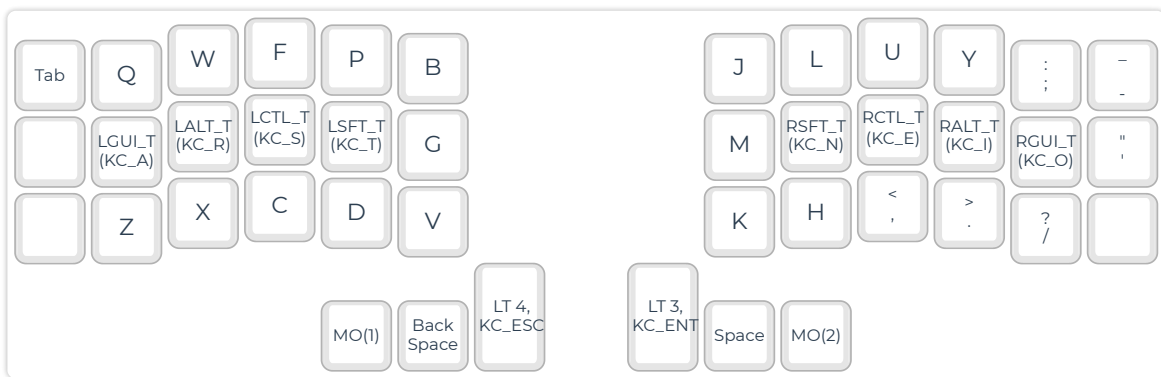 Tab Q W F P B J L U Y : _
; -
LGUI_T LALT_T LCTL_T LSFT_T G M RSFT_T RCTL_T RALT_T RGUI_T "
(KC_A) (KC_R) (KC_S) (KC_T) (KC_N) (KC_E) (KC_I) (KC_O) '
Z X C D V K H < > ?
, . /
MO(1) Back LT 4, LT 3, Space MO(2)
Space KC_ESC KC_ENT